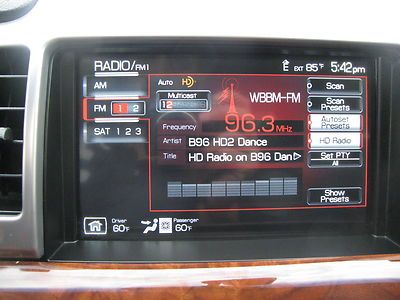 RADIO/FM1
E EXT 85°F 5:42pm
AM
Auto HD
Multicast
12
WBBM-FM
Scan
FM 1 2
Scan Presets
96.3 MHz
Frequency
Autoset Presets
SAT 1 2 3
Artist B96 HD2 Dance
HD Radio
Title HD Radio on B96 Dan
Set PTY
All
Show Presets
Driver
60°F
Passenger
60°F